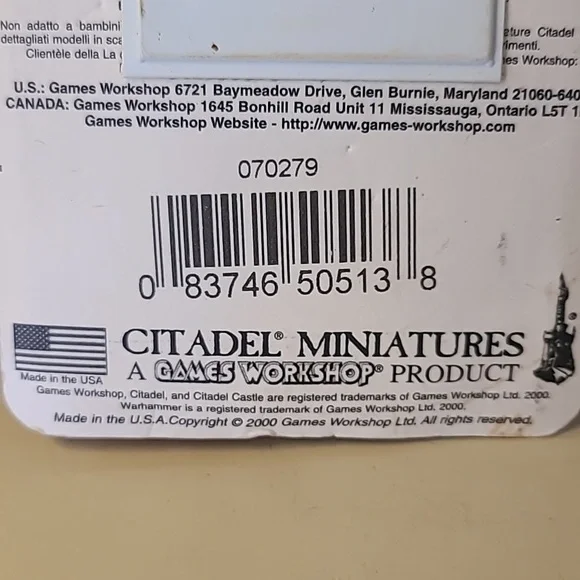 Non adatto a bambini
dettagliati modelli in sca
Clientèle della La
Citadel
imenti.
Workshop:
U.S.: Games Workshop 6721 Baymeadow Drive, Glen Burnie, Maryland 21060-640
CANADA: Games Workshop 1645 Bonhill Road Unit 11 Mississauga, Ontario L5T 1
Games Workshop Website - http://www.games-workshop.com
070279
0 83746 50513 8
CITADEL® MINIATURES
A GAMES WORKSHOP® PRODUCT
®
Made in the USA
Games Workshop, Citadel, and Citadel Castle are registered trademarks of Games Workshop Ltd. 2000.
Warhammer is a registered trademark of Games Workshop Ltd. 2000.
Made in the U.S.A.Copyright © 2000 Games Workshop Ltd. All rights reserved.